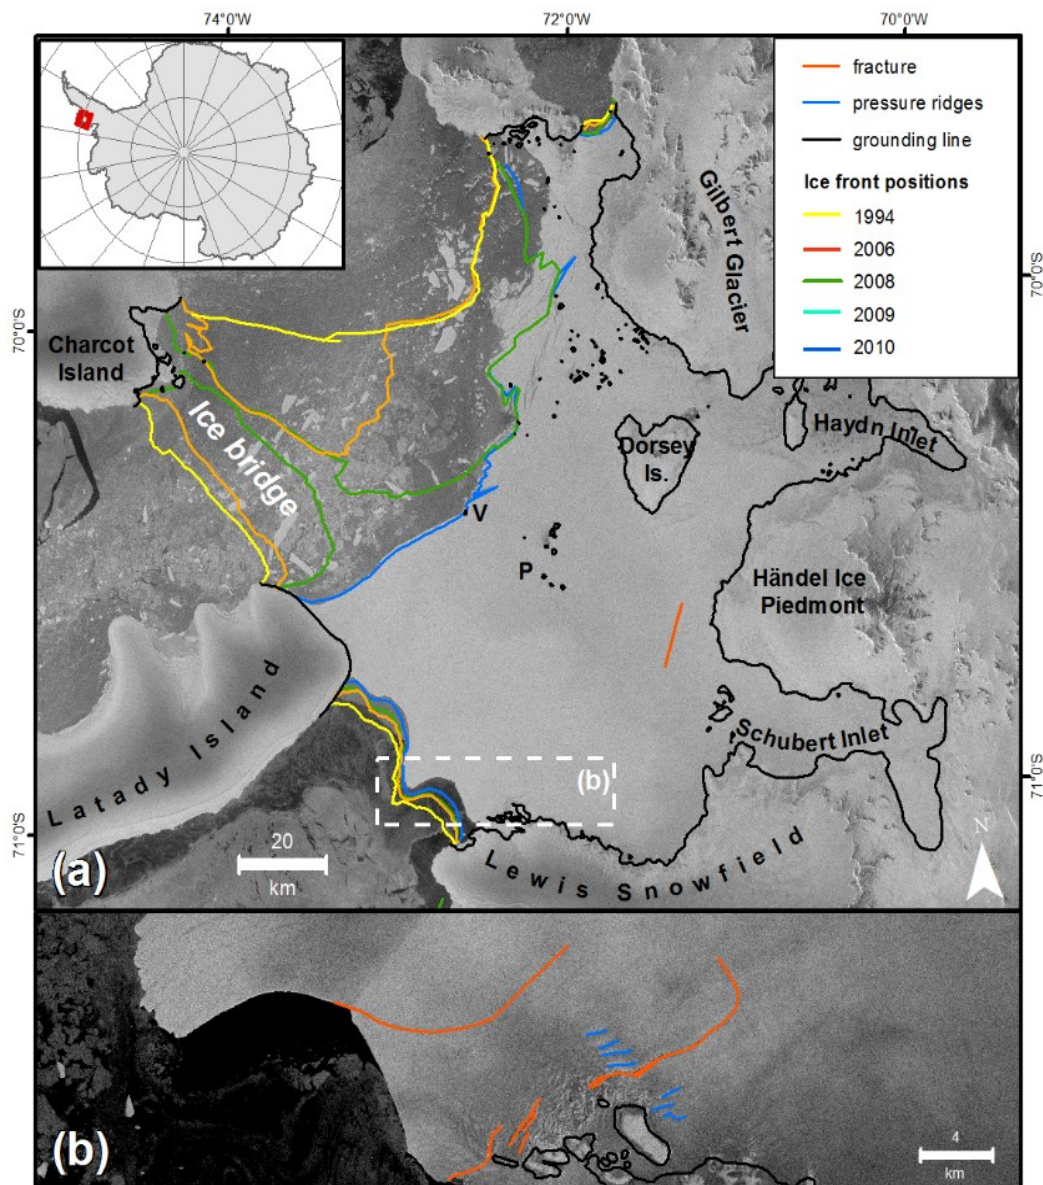 74°0'W
72°0'W
70°0'W
fracture
pressure ridges
grounding line
Ice front positions
1994
2006
2008
2009
2010
Gilbert Glacier
70°0'S
70°0'S
Charcot
Island
Ice bridge
Dorsey
Is.
Haydn Inlet
V
P
Händel Ice
Piedmont
Latady Island
Schubert Inlet
(b)
71°0'S
71°0'S
Lewis Snowfield
N
20
km
(a)
(b)
4
km